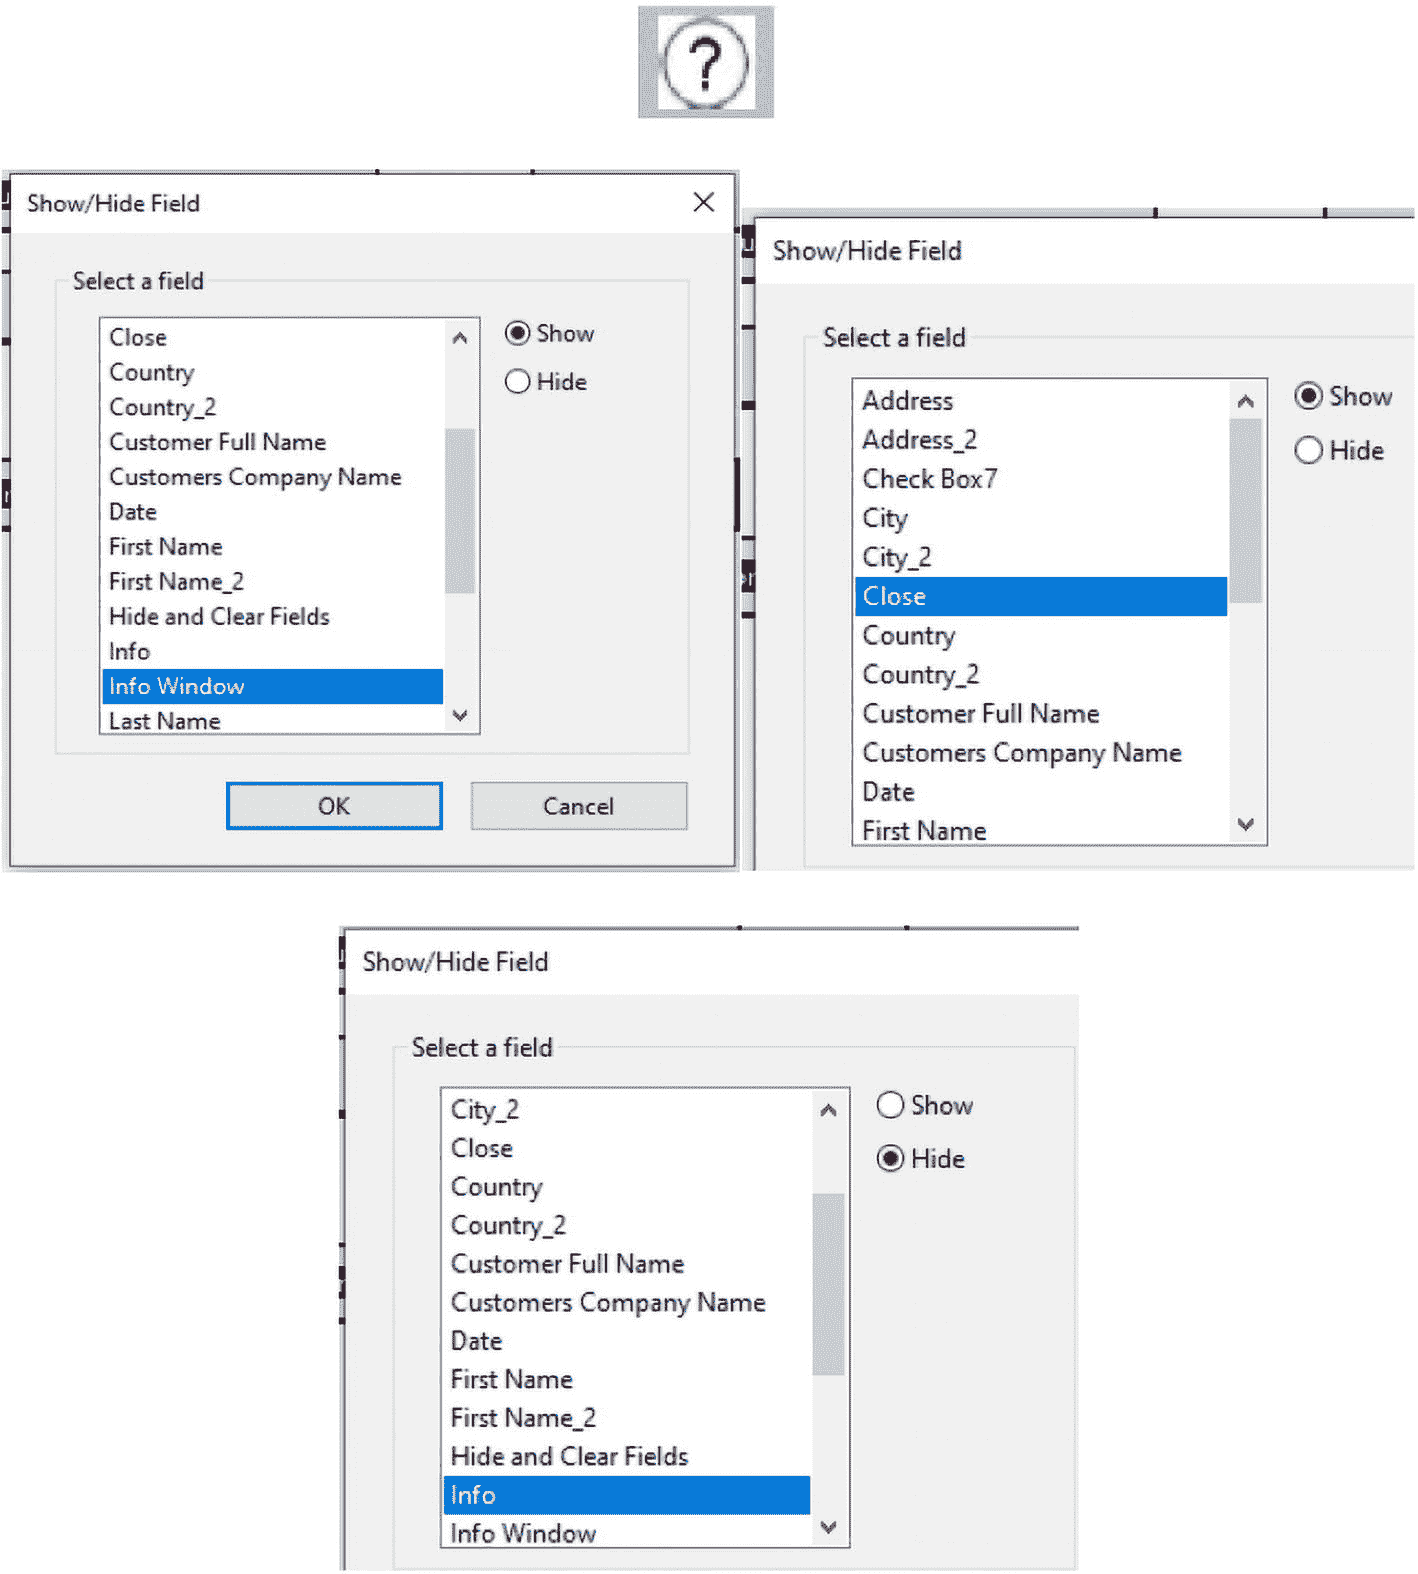 ?
Show/Hide Field
Select a field
Close
Country
Country_2
Customer Full Name
Customers Company Name
Date
First Name
First Name_2
Hide and Clear Fields
Info
Info Window
Last Name
Show
Hide
OK
Cancel
Show/Hide Field
Select a field
Address
Address_2
Check Box7
City
City_2
Close
Country
Country_2
Customer Full Name
Customers Company Name
Date
First Name
Show
Hide
Show/Hide Field
Select a field
City_2
Close
Country
Country_2
Customer Full Name
Customers Company Name
Date
First Name
First Name_2
Hide and Clear Fields
Info
Info Window
Show
Hide